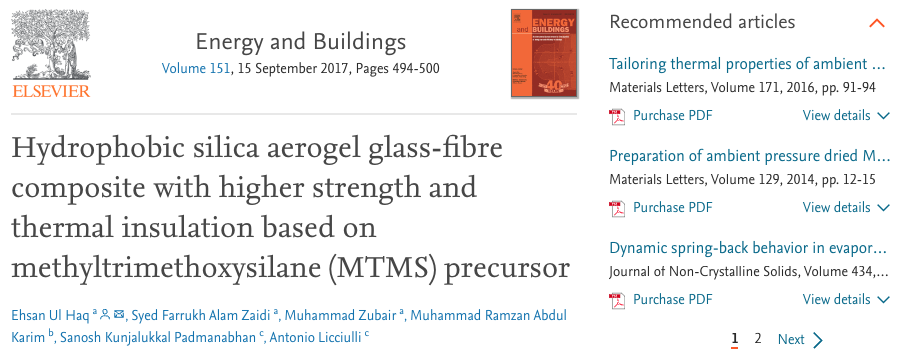 ELSEVIER
Energy and Buildings
Volume 151, 15 September 2017, Pages 494-500
ENERGY
and BUILDINGS
40
Hydrophobic silica aerogel glass-fibre
composite with higher strength and
thermal insulation based on
methyltrimethoxysilane (MTMS) precursor
Ehsan Ul Haq a, Syed Farrukh Alam Zaidi a, Muhammad Zubair a, Muhammad Ramzan Abdul
Karim b, Sanosh Kunjalukkal Padmanabhan c, Antonio Licciulli c
Recommended articles
Tailoring thermal properties of ambient ...
Materials Letters, Volume 171, 2016, pp. 91-94
Purchase PDF View details
Preparation of ambient pressure dried M...
Materials Letters, Volume 129, 2014, pp. 12-15
Purchase PDF View details
Dynamic spring-back behavior in evapor...
Journal of Non-Crystalline Solids, Volume 434,...
Purchase PDF View details
1 2 Next